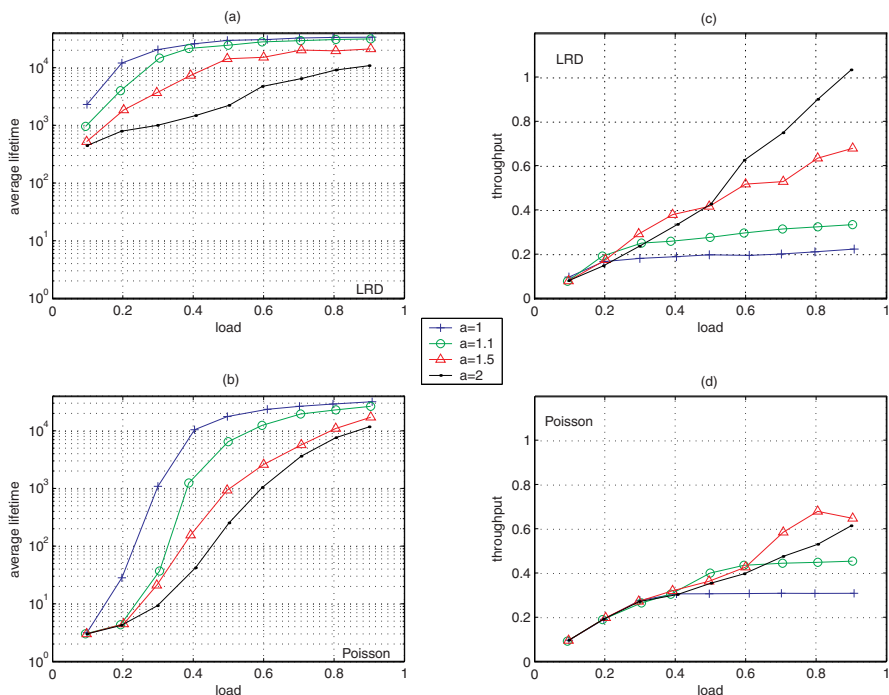 (a)
average lifetime
10^4
10^3
10^2
10^1
10^0
0 0.2 0.4 0.6 0.8 1
load
LRD
(c)
LRD
throughput
1
0.8
0.6
0.4
0.2
0
0 0.2 0.4 0.6 0.8 1
load
a=1
a=1.1
a=1.5
a=2
(b)
average lifetime
10^4
10^3
10^2
10^1
10^0
0 0.2 0.4 0.6 0.8 1
load
Poisson
(d)
Poisson
throughput
1
0.8
0.6
0.4
0.2
0
0 0.2 0.4 0.6 0.8 1
load